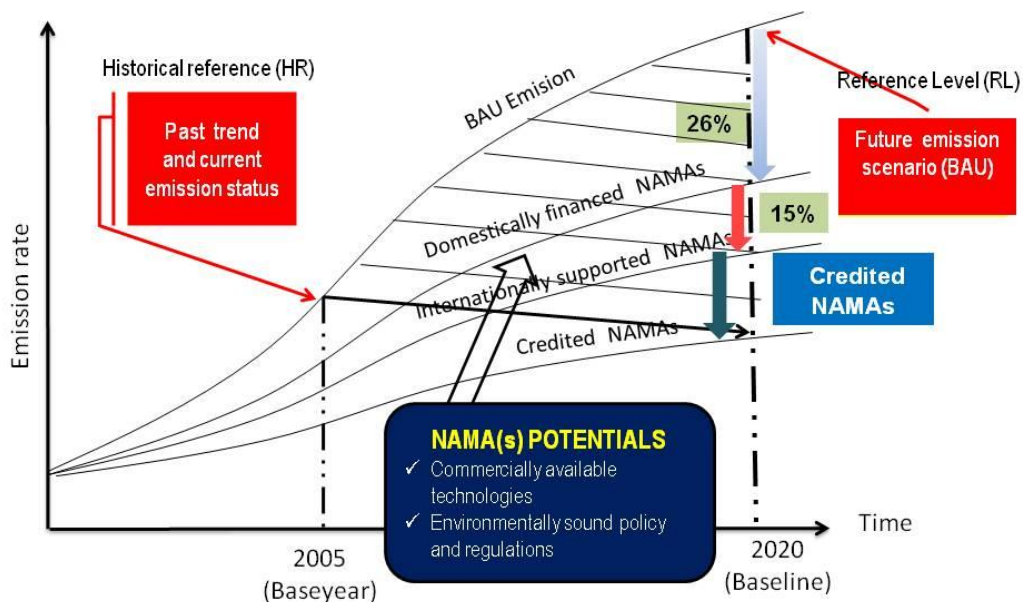 Historical reference (HR)
Past trend
and current
emission status
BAU Emision
26%
Reference Level (RL)
Future emission
scenario (BAU)
Domestically financed NAMAs
15%
Internationally supported NAMAs
Credited
NAMAs
Credited NAMAs
Emission rate
NAMA(s) POTENTIALS
✓ Commercially available
technologies
✓ Environmentally sound policy
and regulations
Time
2005
(Baseyear)
2020
(Baseline)